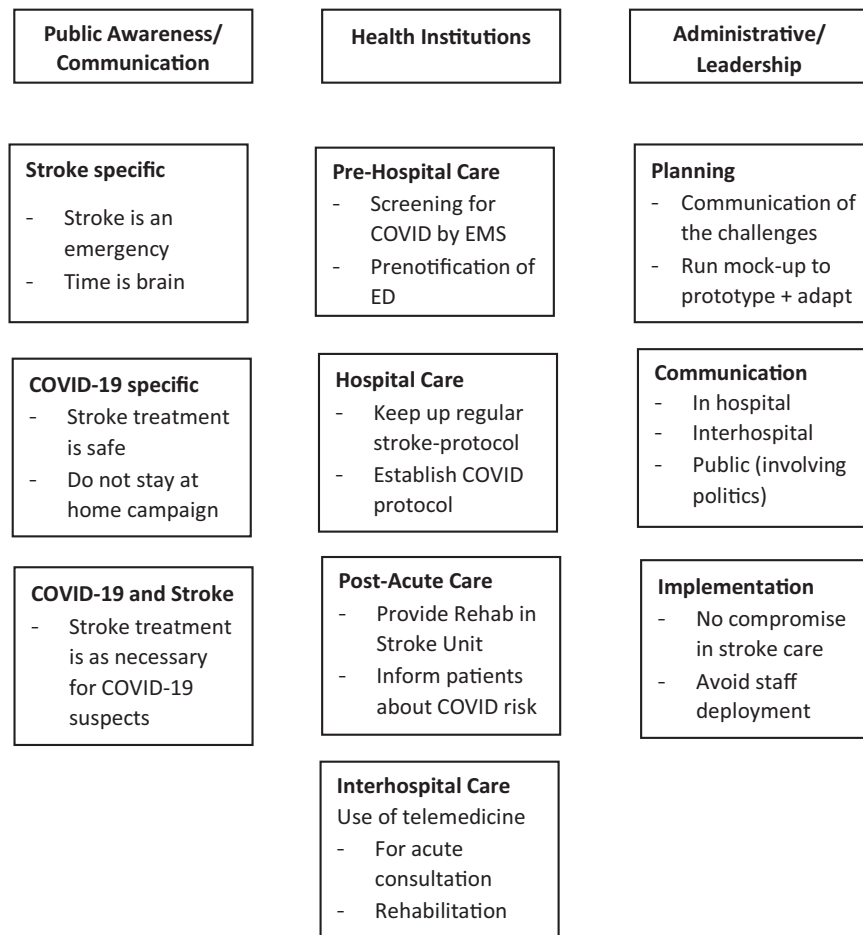 Public Awareness/
Communication
Health Institutions
Administrative/
Leadership
Stroke specific
- Stroke is an
emergency
- Time is brain
COVID-19 specific
- Stroke treatment
is safe
- Do not stay at
home campaign
COVID-19 and Stroke
- Stroke treatment
is as necessary
for COVID-19
suspects
Pre-Hospital Care
- Screening for
COVID by EMS
- Prenotification of
ED
Hospital Care
- Keep up regular
stroke-protocol
- Establish COVID
protocol
Post-Acute Care
- Provide Rehab in
Stroke Unit
- Inform patients
about COVID risk
Interhospital Care
Use of telemedicine
- For acute
consultation
- Rehabilitation
Planning
- Communication of
the challenges
- Run mock-up to
prototype + adapt
Communication
- In hospital
- Interhospital
- Public (involving
politics)
Implementation
- No compromise
in stroke care
- Avoid staff
deployment